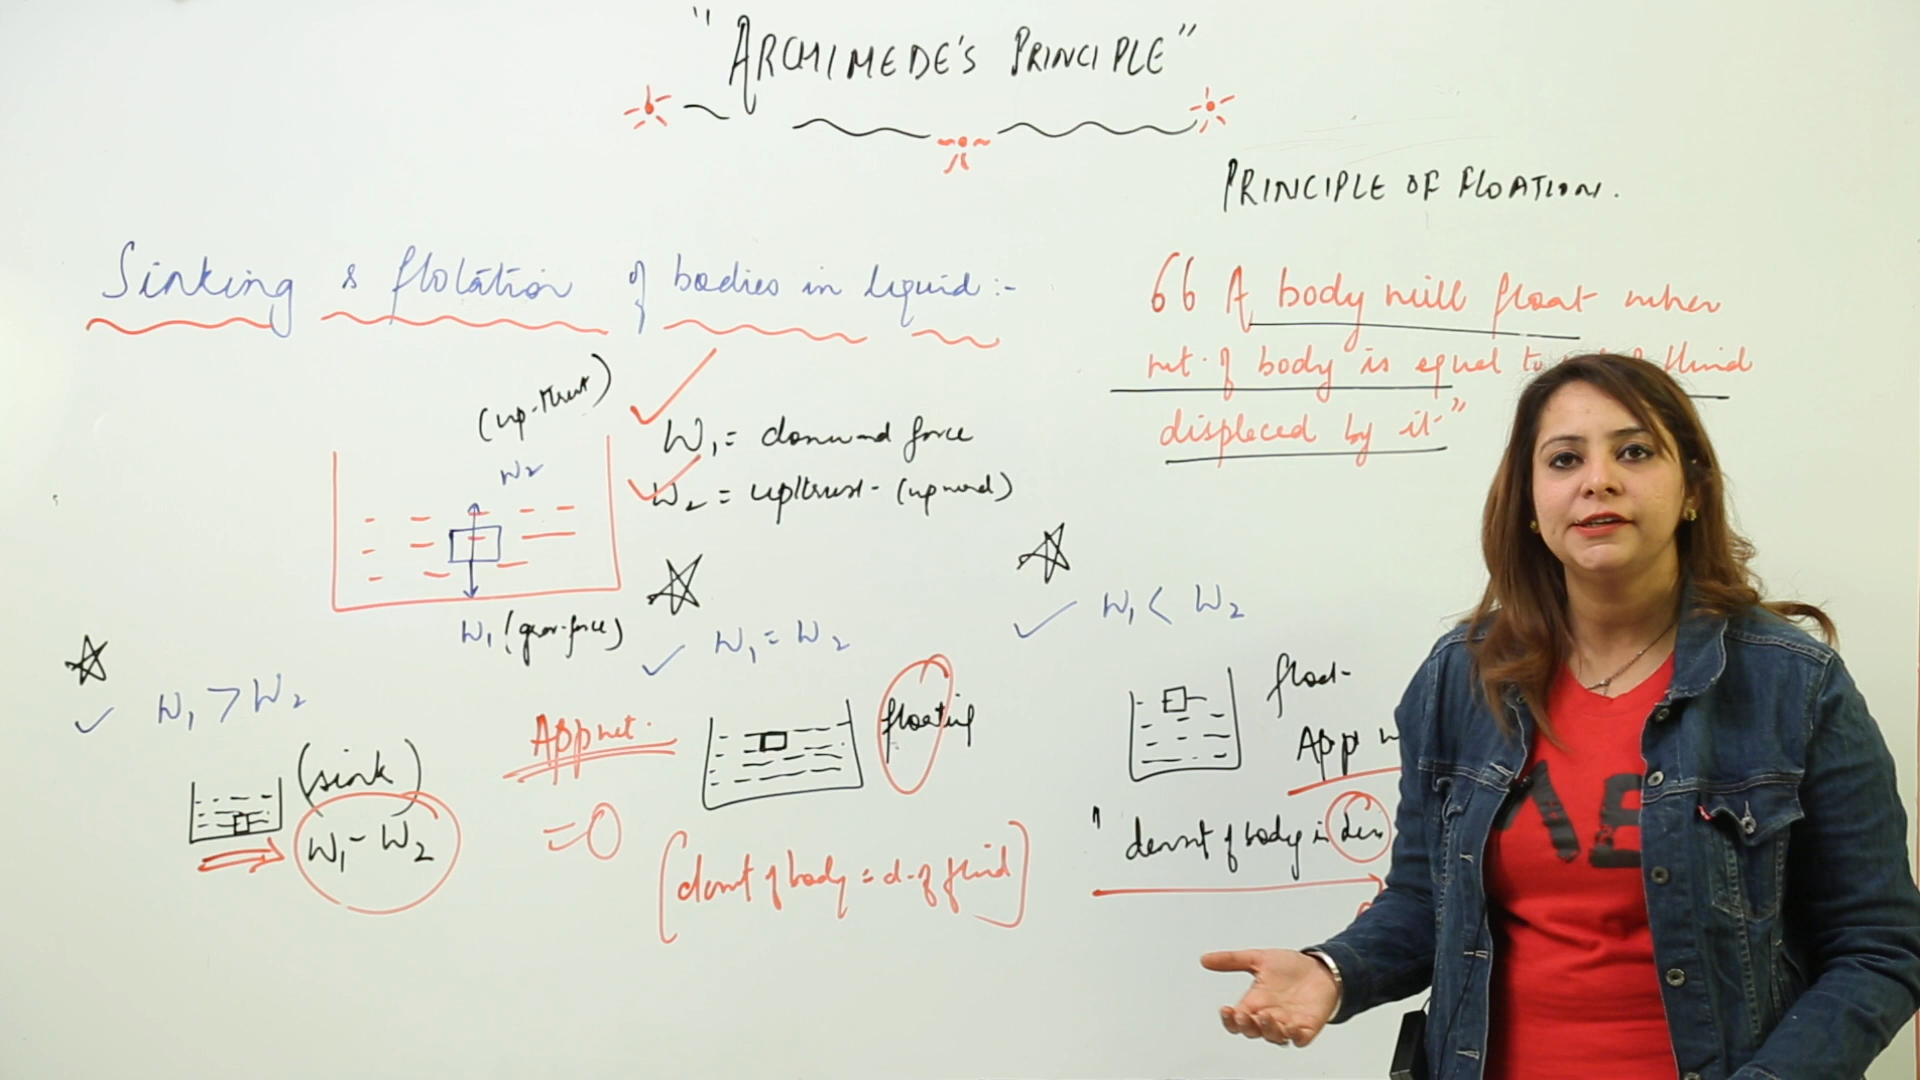 "ARCHIMEDE'S PRINCIPLE"
PRINCIPLE OF FLOATION.
Sinking & flotation of bodies in liquid:-
"A body will float when
wt. of body is equal to fluid
displaced by it"
(up-thrust)
W2
W1 = downward force
W2 = upthrust - (upward)
W1 (grav. force)
W1 > W2
(sink)
W1 - W2
W1 = W2
App wt.
= 0
floating
(denst of body = d. of fluid)
W1 < W2
float
App
"denst of body is